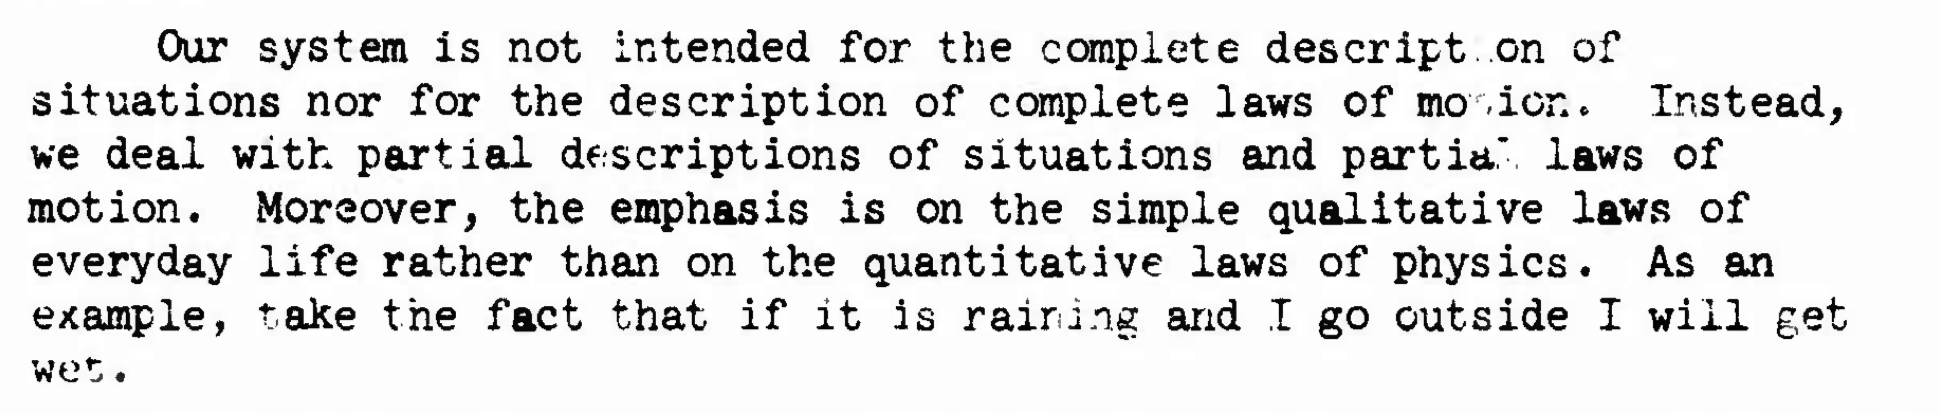 Our system is not intended for the complete description of
situations nor for the description of complete laws of motion. Instead,
we deal with partial descriptions of situations and partial laws of
motion. Moreover, the emphasis is on the simple qualitative laws of
everyday life rather than on the quantitative laws of physics. As an
example, take the fact that if it is raining and I go outside I will get
wet.